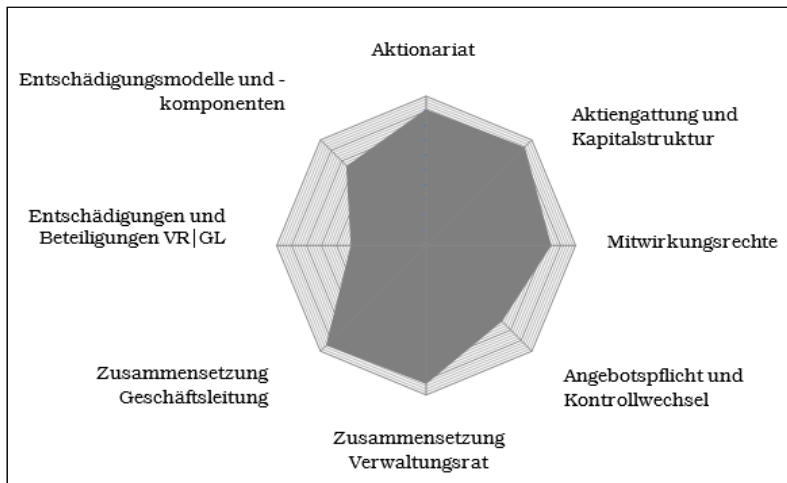 Aktionariat
Entschädigungsmodelle und -
komponenten
Aktiengattung und
Kapitalstruktur
Entschädigungen und
Beteiligungen VR|GL
Mitwirkungsrechte
Zusammensetzung
Geschäftsleitung
Angebotspflicht und
Kontrollwechsel
Zusammensetzung
Verwaltungsrat